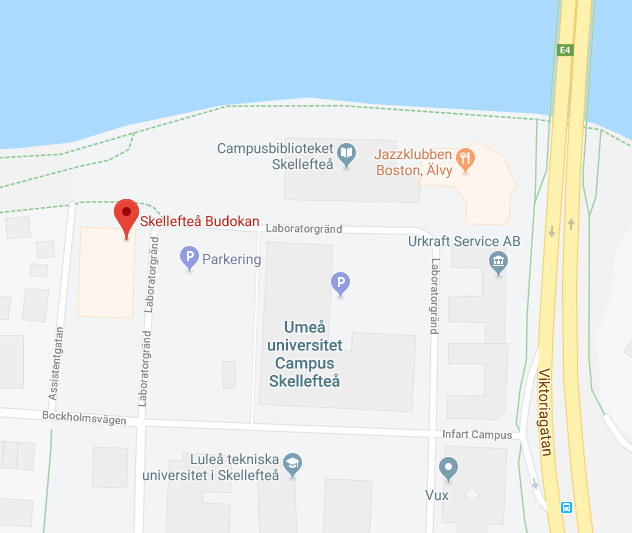 E4
Campusbiblioteket
Skellefteå
Jazzklubben
Boston, Älvy
Skellefteå Budokan
Laboratorgränd
Urkraft Service AB
P
Parkering
Laboratorgränd
Laboratorgränd
P
Umeå
universitet
Campus
Skellefteå
Assistentgatan
Laboratorgränd
Viktoriagatan
Bockholmsvägen
Infart Campus
Luleå tekniska
universitet i Skellefteå
Vux